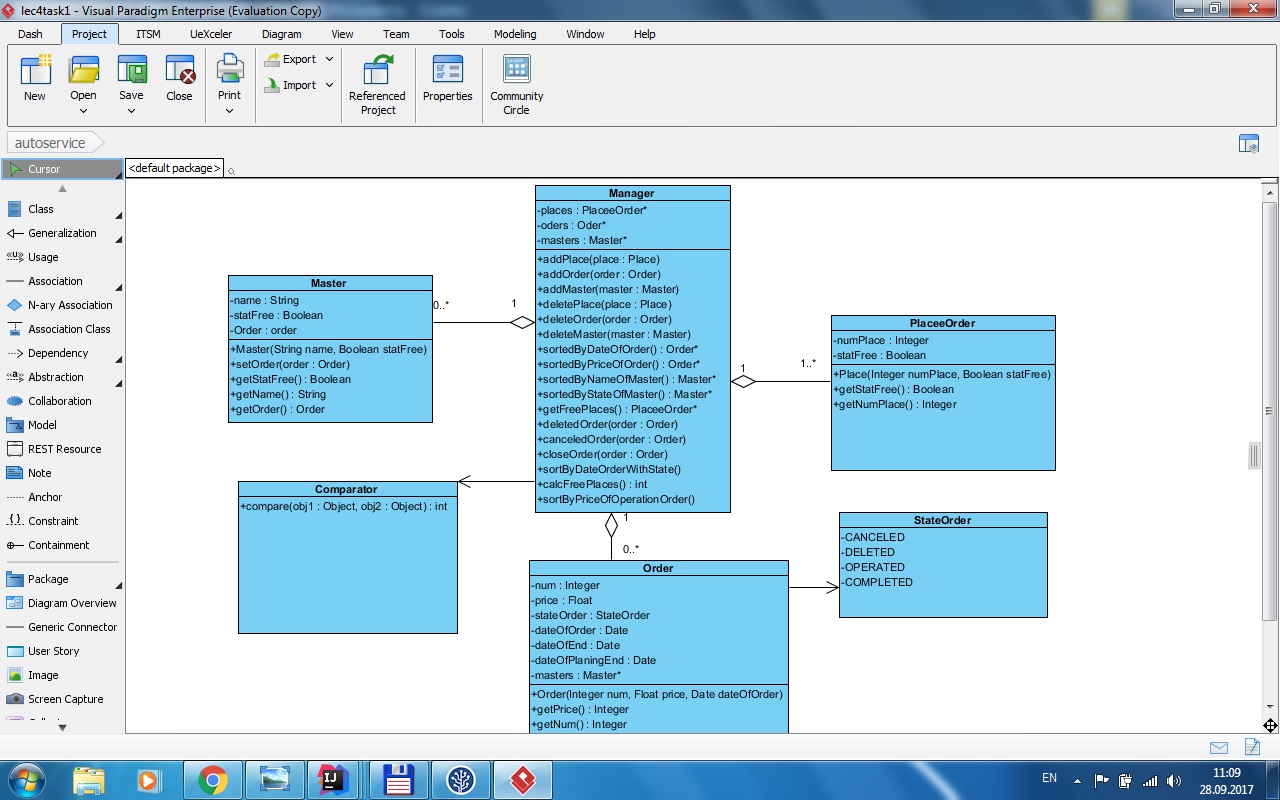 lec4task1 - Visual Paradigm Enterprise (Evaluation Copy)
Dash Project ITSM UeXceler Diagram View Team Tools Modeling Window Help
New
Open
Save
Close
Print
Export
Import
Referenced
Project
Properties
Community
Circle
autoservice
Cursor
Class
Generalization
Usage
Association
N-ary Association
Association Class
Dependency
Abstraction
Collaboration
Model
REST Resource
Note
Anchor
Constraint
Containment
Package
Diagram Overview
Generic Connector
User Story
Image
Screen Capture
<default package>
Manager
-places : PlaceeOrder*
-oders : Oder*
-masters : Master*
+addPlace(place : Place)
+addOrder(order : Order)
+addMaster(master : Master)
+deletePlace(place : Place)
+deleteOrder(order : Order)
+deleteMaster(master : Master)
+sortedByDateOfOrder() : Order*
+sortedByPriceOfOrder() : Order*
+sortedByNameOfMaster() : Master*
+sortedByStateOfMaster() : Master*
+getFreePlaces() : PlaceeOrder*
+deletedOrder(order : Order)
+canceledOrder(order : Order)
+closeOrder(order : Order)
+sortByDateOrderWithState()
+calcFreePlaces() : int
+sortByPriceOfOperationOrder()
Master
-name : String
-statFree : Boolean
-Order : order
+Master(String name, Boolean statFree)
+setOrder(order : Order)
+getStatFree() : Boolean
+getName() : String
+getOrder() : Order
0..*
1
PlaceeOrder
-numPlace : Integer
-statFree : Boolean
+Place(Integer numPlace, Boolean statFree)
+getStatFree() : Boolean
+getNumPlace() : Integer
1
1..*
Comparator
+compare(obj1 : Object, obj2 : Object) : int
1
0..*
StateOrder
-CANCELED
-DELETED
-OPERATED
-COMPLETED
Order
-num : Integer
-price : Float
-stateOrder : StateOrder
-dateOfOrder : Date
-dateOfEnd : Date
-dateOfPlaningEnd : Date
-masters : Master*
+Order(Integer num, Float price, Date dateOfOrder)
+getPrice() : Integer
+getNum() : Integer
EN
11:09
28.09.2017